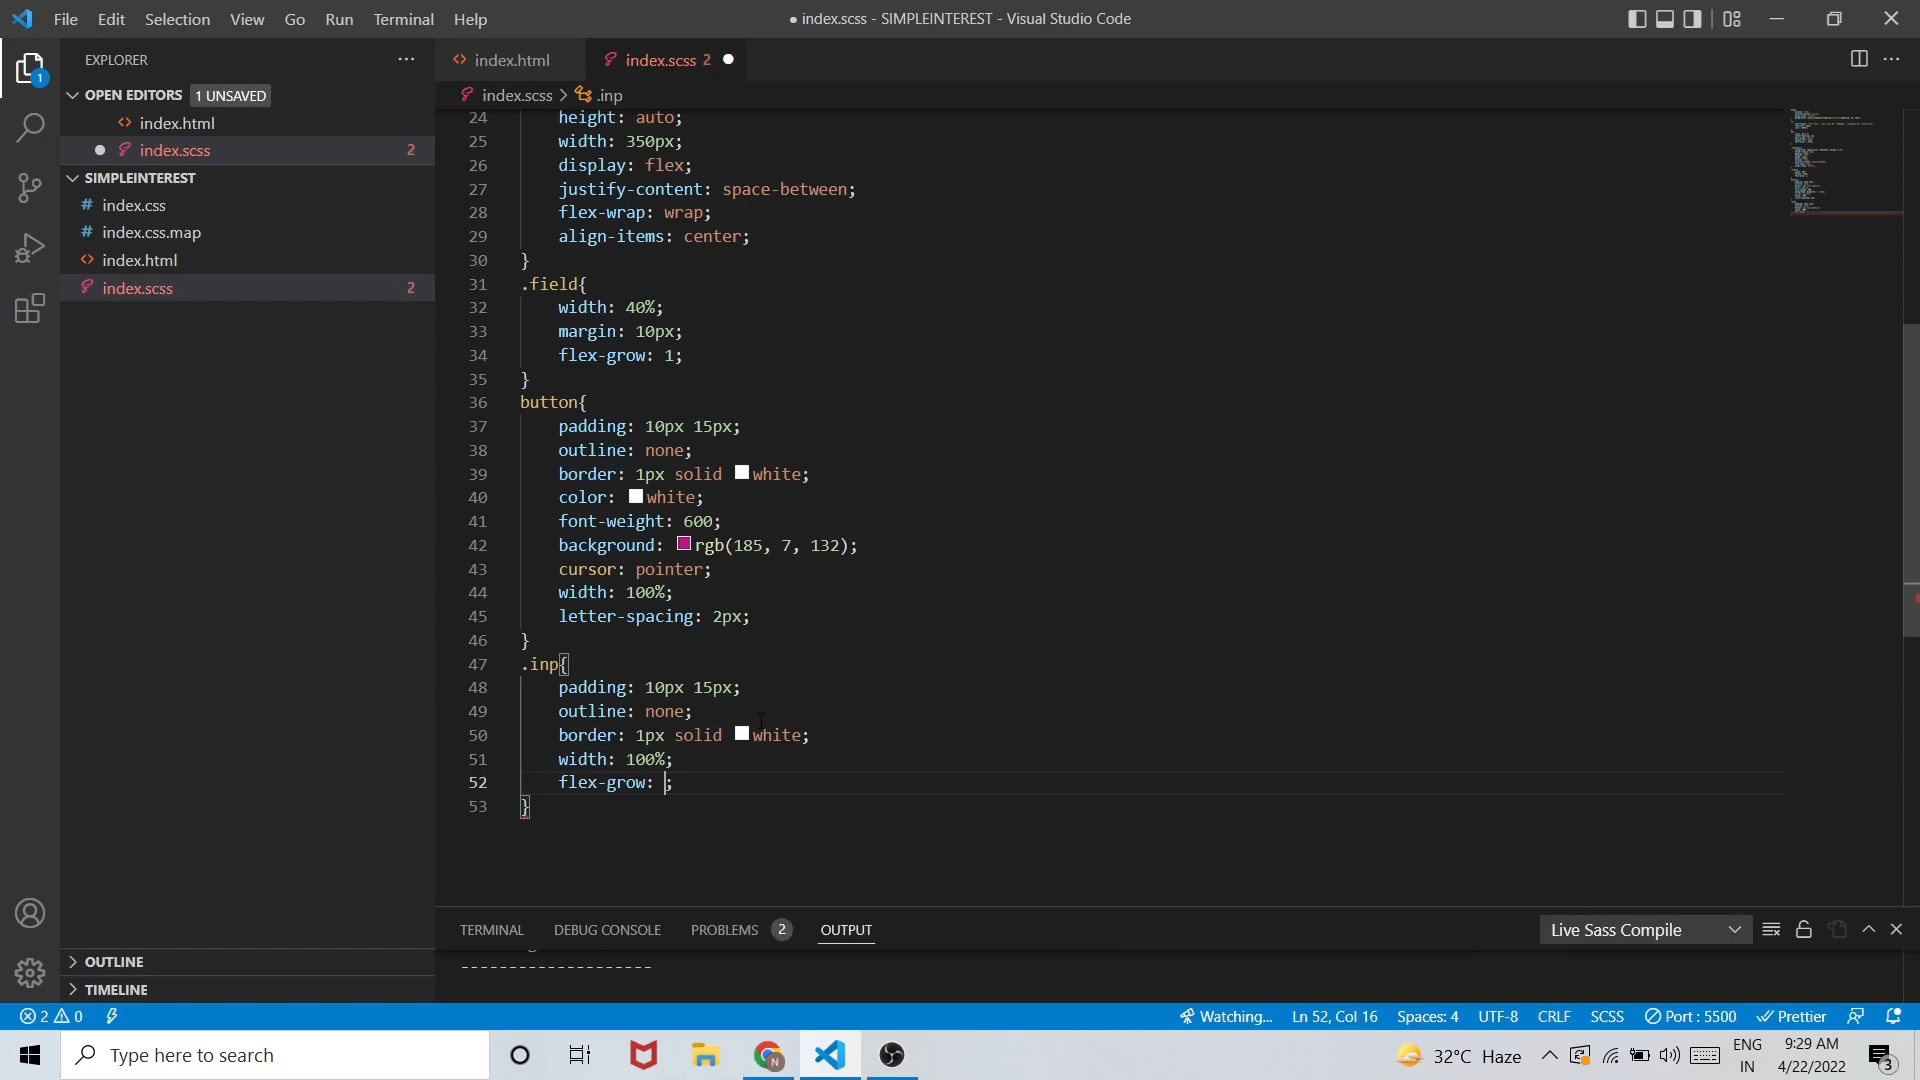 File Edit Selection View Go Run Terminal Help
● index.scss - SIMPLEINTEREST - Visual Studio Code
EXPLORER
OPEN EDITORS 1 UNSAVED
index.html
index.scss 2
SIMPLEINTEREST
index.css
index.css.map
index.html
index.scss 2
OUTLINE
TIMELINE
index.html index.scss 2
index.scss > .inp
24 height: auto;
25 width: 350px;
26 display: flex;
27 justify-content: space-between;
28 flex-wrap: wrap;
29 align-items: center;
30 }
31 .field{
32 width: 40%;
33 margin: 10px;
34 flex-grow: 1;
35 }
36 button{
37 padding: 10px 15px;
38 outline: none;
39 border: 1px solid white;
40 color: white;
41 font-weight: 600;
42 background: rgb(185, 7, 132);
43 cursor: pointer;
44 width: 100%;
45 letter-spacing: 2px;
46 }
47 .inp{
48 padding: 10px 15px;
49 outline: none;
50 border: 1px solid white;
51 width: 100%;
52 flex-grow: ;
53 }
TERMINAL DEBUG CONSOLE PROBLEMS 2 OUTPUT Live Sass Compile
--------------------
2 0 Watching... Ln 52, Col 16 Spaces: 4 UTF-8 CRLF SCSS Port : 5500 Prettier
Type here to search
32°C Haze
ENG
IN
9:29 AM
4/22/2022
3